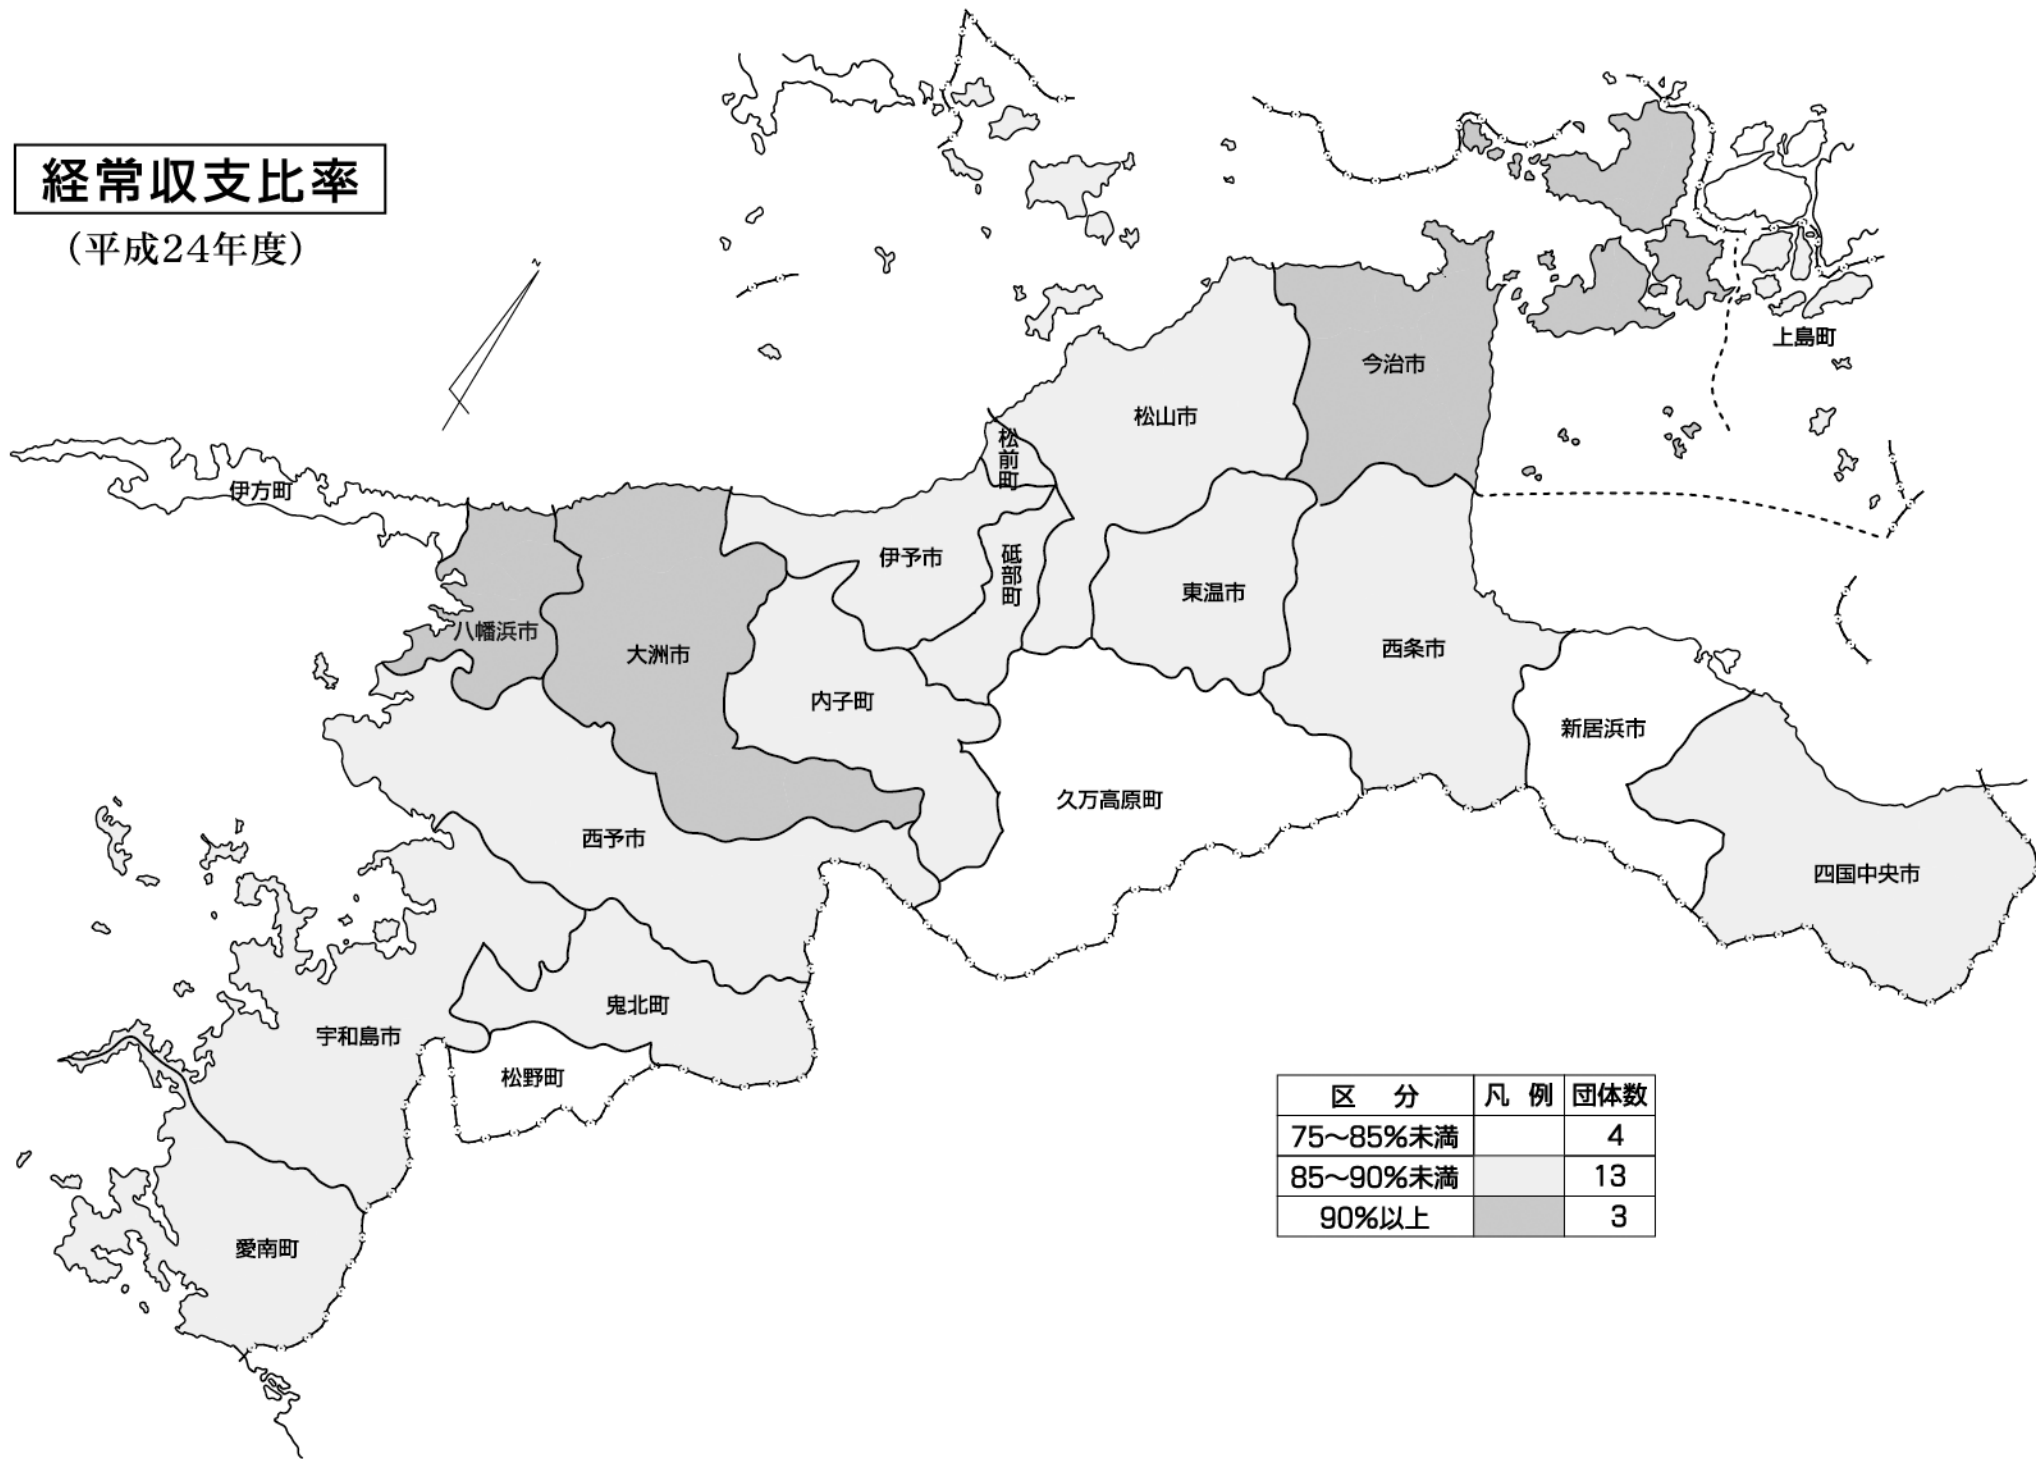 経常収支比率
（平成24年度）
上島町
今治市
松山市
松前町
伊方町
伊予市
砥部町
東温市
八幡浜市
大洲市
西条市
内子町
新居浜市
久万高原町
西予市
四国中央市
鬼北町
宇和島市
松野町
愛南町
区 分 凡 例 団体数
75～85%未満 4
85～90%未満 13
90%以上 3